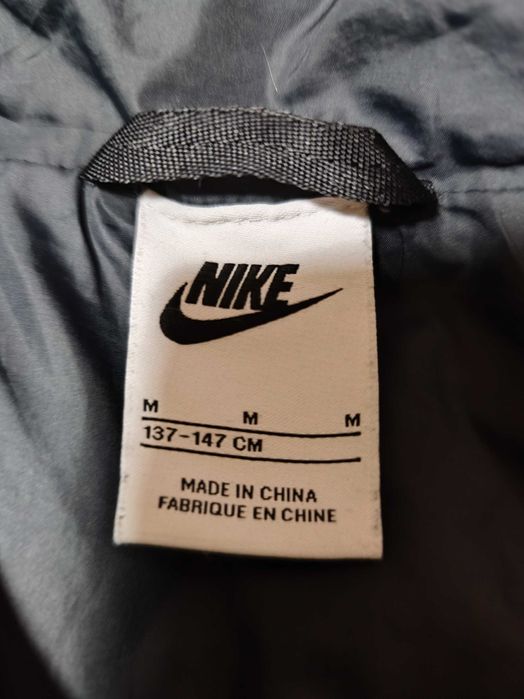 NIKE
M M M
137-147 CM
MADE IN CHINA
FABRIQUE EN CHINE